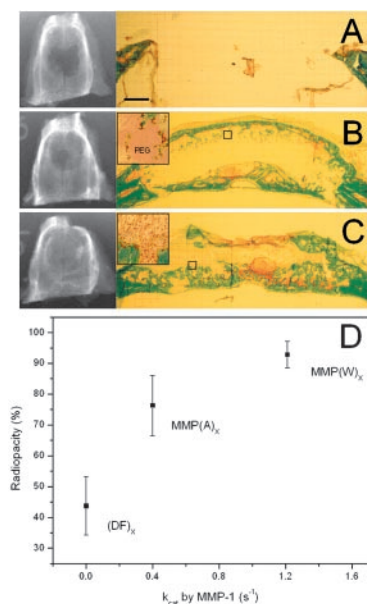 A
B
PEG
C
D
100
90
80
70
60
50
40
30
Radiopacity (%)
MMP(W)ₓ
MMP(A)ₓ
(DF)ₓ
0.0 0.4 0.8 1.2 1.6
k_cat by MMP-1 (s⁻¹)